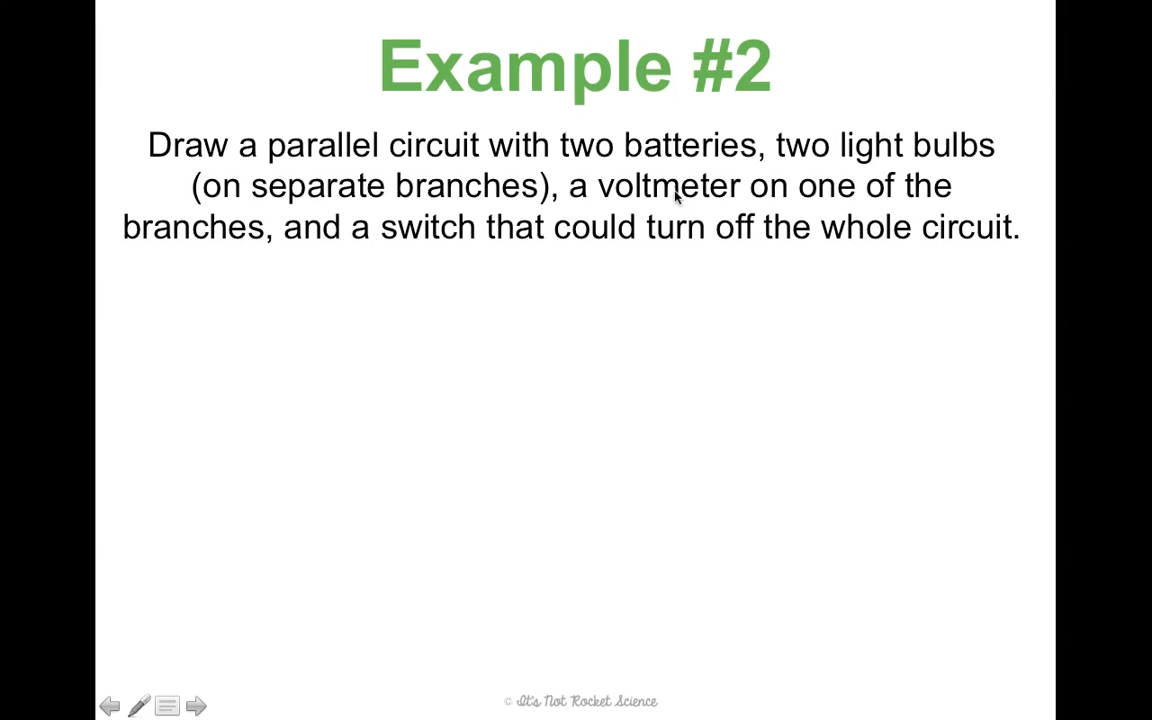 Example #2
Draw a parallel circuit with two batteries, two light bulbs
(on separate branches), a voltmeter on one of the
branches, and a switch that could turn off the whole circuit.
© It's Not Rocket Science